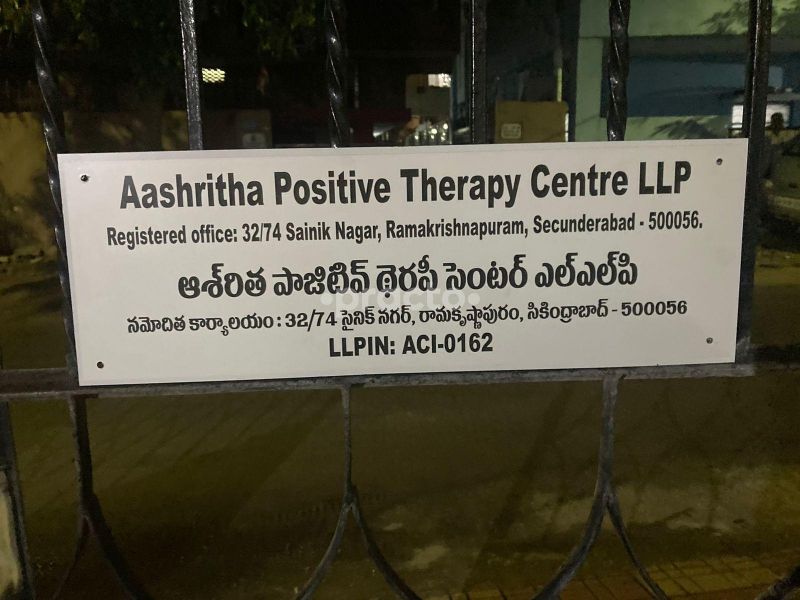 Aashritha Positive Therapy Centre LLP
Registered office: 32/74 Sainik Nagar, Ramakrishnapuram, Secunderabad - 500056.
ఆశ్‌రిత పాజిటివ్ థెరపీ సెంటర్ ఎల్ఎల్‌పి
•practo•
నమోదిత కార్యాలయం : 32/74 సైనిక్ నగర్, రామకృష్ణాపురం, సికింద్రాబాద్ - 500056
LLPIN: ACI-0162